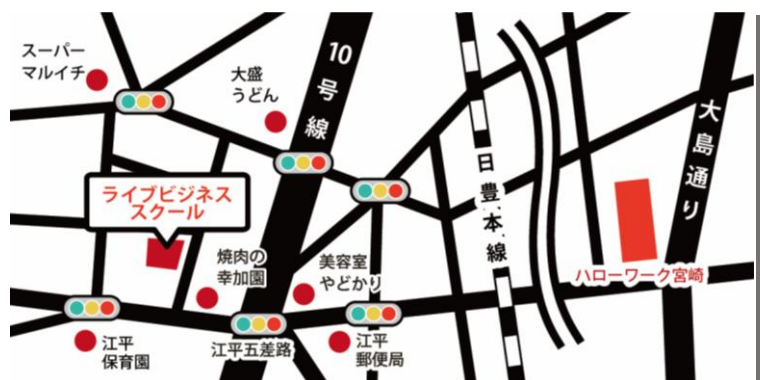 スーパー
マルイチ
大盛
うどん
10号線
日豊本線
大島通り
ライブビジネス
スクール
焼肉の
幸加園
美容室
やどかり
ハローワーク宮崎
江平
保育園
江平五差路
江平
郵便局